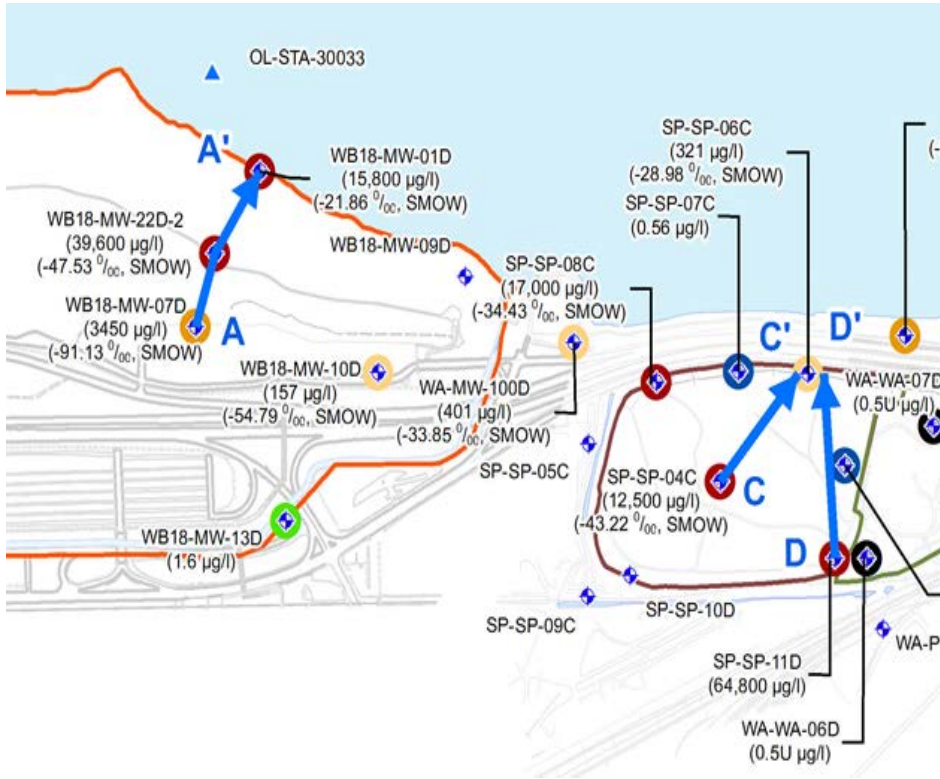 OL-STA-30033
A'
WB18-MW-01D
(15,800 µg/l)
(-21.86 ⁰/₀₀, SMOW)
WB18-MW-22D-2
(39,600 µg/l)
(-47.53 ⁰/₀₀, SMOW)
WB18-MW-09D
WB18-MW-07D
(3450 µg/l)
(-91.13 ⁰/₀₀, SMOW)
A
WB18-MW-10D
(157 µg/l)
(-54.79 ⁰/₀₀, SMOW)
WB18-MW-13D
(1.6 µg/l)
SP-SP-06C
(321 µg/l)
(-28.98 ⁰/₀₀, SMOW)
SP-SP-07C
(0.56 µg/l)
SP-SP-08C
(17,000 µg/l)
(-34.43 ⁰/₀₀, SMOW)
C'
D'
(-
WA-MW-100D
(401 µg/l)
(-33.85 ⁰/₀₀, SMOW)
WA-WA-07D
(0.5U µg/l)
SP-SP-05C
SP-SP-04C
(12,500 µg/l)
(-43.22 ⁰/₀₀, SMOW)
C
D
SP-SP-09C
SP-SP-10D
WA-P
SP-SP-11D
(64,800 µg/l)
WA-WA-06D
(0.5U µg/l)